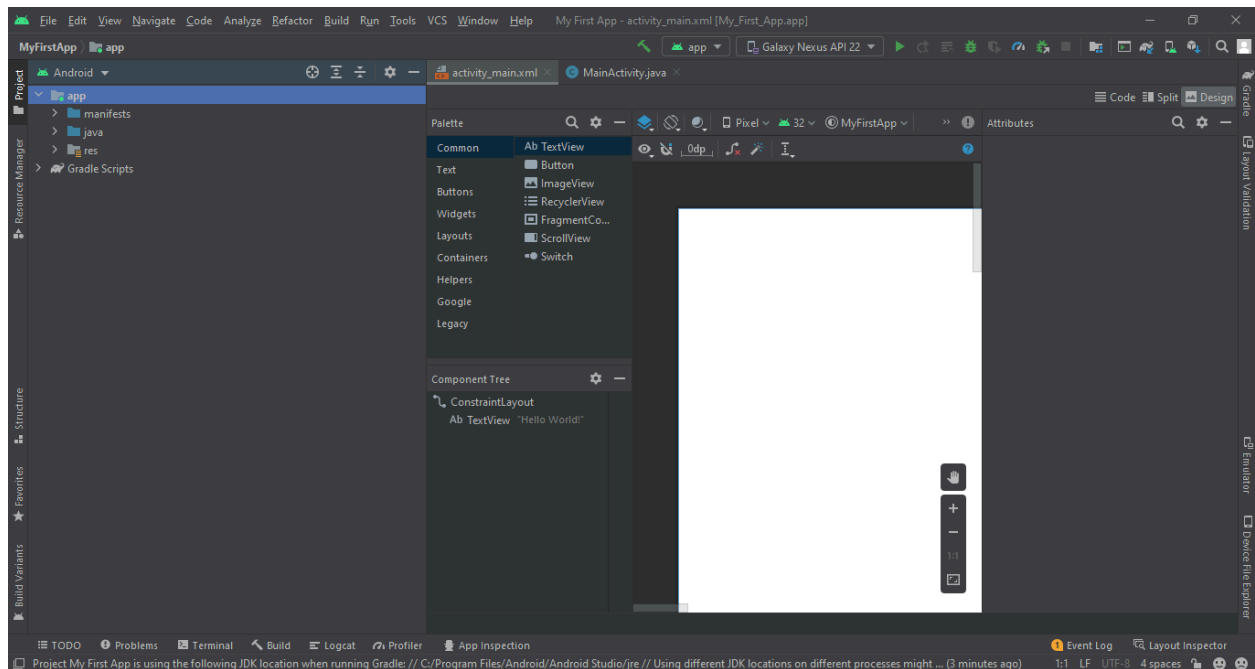 File Edit View Navigate Code Analyze Refactor Build Run Tools VCS Window Help My First App - activity_main.xml [My_First_App.app]
MyFirstApp app
app Galaxy Nexus API 22
Project
Android
activity_main.xml MainActivity.java
app
Code Split Design
manifests
java
res
Gradle Scripts
Resource Manager
Structure
Favorites
Build Variants
Palette
Common
Text
Buttons
Widgets
Layouts
Containers
Helpers
Google
Legacy
Ab TextView
Button
ImageView
RecyclerView
FragmentCo...
ScrollView
Switch
Component Tree
ConstraintLayout
Ab TextView "Hello World!"
Pixel 32 MyFirstApp
0dp
1:1
Attributes
Gradle
Layout Validation
Emulator
Device File Explorer
TODO Problems Terminal Build Logcat Profiler App Inspection
1 Event Log Layout Inspector
Project My First App is using the following JDK location when running Gradle: // C:/Program Files/Android/Android Studio/jre // Using different JDK locations on different processes might ... (3 minutes ago) 1:1 LF UTF-8 4 spaces